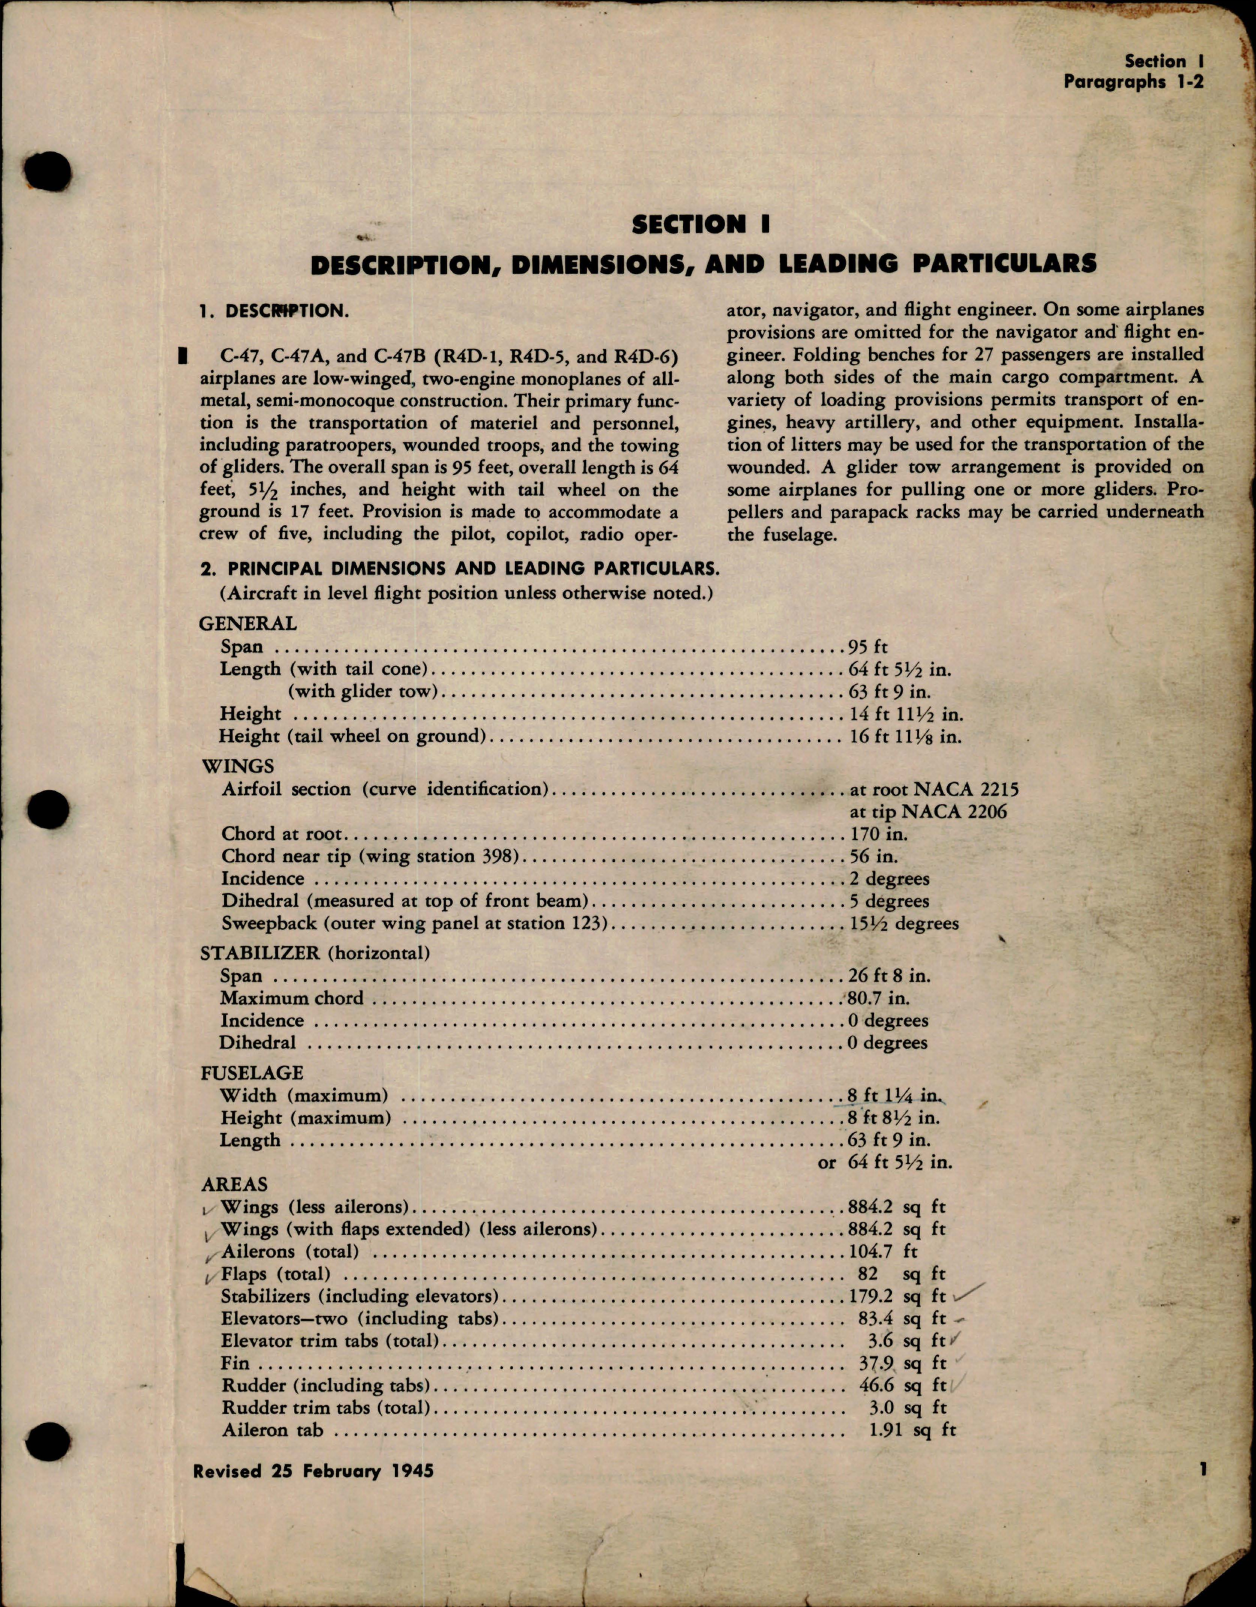 Section I
Paragraphs 1-2
SECTION I
DESCRIPTION, DIMENSIONS, AND LEADING PARTICULARS
1. DESCRIPTION.
C-47, C-47A, and C-47B (R4D-1, R4D-5, and R4D-6)
airplanes are low-winged, two-engine monoplanes of all-
metal, semi-monocoque construction. Their primary func-
tion is the transportation of materiel and personnel,
including paratroopers, wounded troops, and the towing
of gliders. The overall span is 95 feet, overall length is 64
feet, 5½ inches, and height with tail wheel on the
ground is 17 feet. Provision is made to accommodate a
crew of five, including the pilot, copilot, radio oper-
ator, navigator, and flight engineer. On some airplanes
provisions are omitted for the navigator and flight en-
gineer. Folding benches for 27 passengers are installed
along both sides of the main cargo compartment. A
variety of loading provisions permits transport of en-
gines, heavy artillery, and other equipment. Installa-
tion of litters may be used for the transportation of the
wounded. A glider tow arrangement is provided on
some airplanes for pulling one or more gliders. Pro-
pellers and parapack racks may be carried underneath
the fuselage.
2. PRINCIPAL DIMENSIONS AND LEADING PARTICULARS.
(Aircraft in level flight position unless otherwise noted.)
GENERAL
Span ........ 95 ft
Length (with tail cone) ........ 64 ft 5½ in.
(with glider tow) ........ 63 ft 9 in.
Height ........ 14 ft 11½ in.
Height (tail wheel on ground) ........ 16 ft 11⅛ in.
WINGS
Airfoil section (curve identification) ........ at root NACA 2215
at tip NACA 2206
Chord at root ........ 170 in.
Chord near tip (wing station 398) ........ 56 in.
Incidence ........ 2 degrees
Dihedral (measured at top of front beam) ........ 5 degrees
Sweepback (outer wing panel at station 123) ........ 15½ degrees
STABILIZER (horizontal)
Span ........ 26 ft 8 in.
Maximum chord ........ 80.7 in.
Incidence ........ 0 degrees
Dihedral ........ 0 degrees
FUSELAGE
Width (maximum) ........ 8 ft 1¼ in.
Height (maximum) ........ 8 ft 8½ in.
Length ........ 63 ft 9 in.
or 64 ft 5½ in.
AREAS
Wings (less ailerons) ........ 884.2 sq ft
Wings (with flaps extended) (less ailerons) ........ 884.2 sq ft
Ailerons (total) ........ 104.7 ft
Flaps (total) ........ 82 sq ft
Stabilizers (including elevators) ........ 179.2 sq ft
Elevators—two (including tabs) ........ 83.4 sq ft
Elevator trim tabs (total) ........ 3.6 sq ft
Fin ........ 37.9 sq ft
Rudder (including tabs) ........ 46.6 sq ft
Rudder trim tabs (total) ........ 3.0 sq ft
Aileron tab ........ 1.91 sq ft
Revised 25 February 1945
1